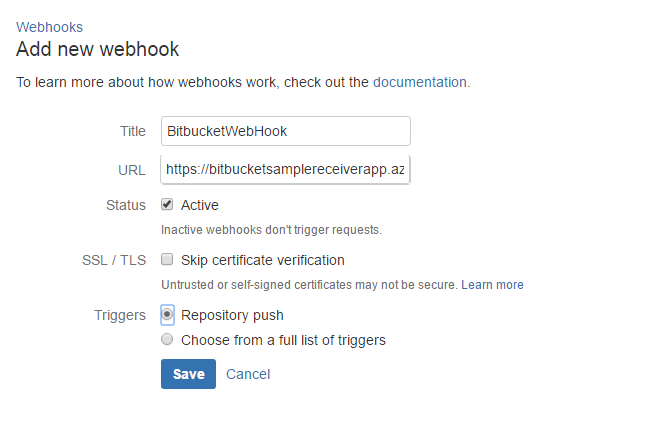 Webhooks
Add new webhook
To learn more about how webhooks work, check out the documentation.
Title BitbucketWebHook
URL https://bitbucketsamplereceiverapp.az
Status Active
Inactive webhooks don't trigger requests.
SSL / TLS Skip certificate verification
Untrusted or self-signed certificates may not be secure. Learn more
Triggers Repository push
Choose from a full list of triggers
Save Cancel